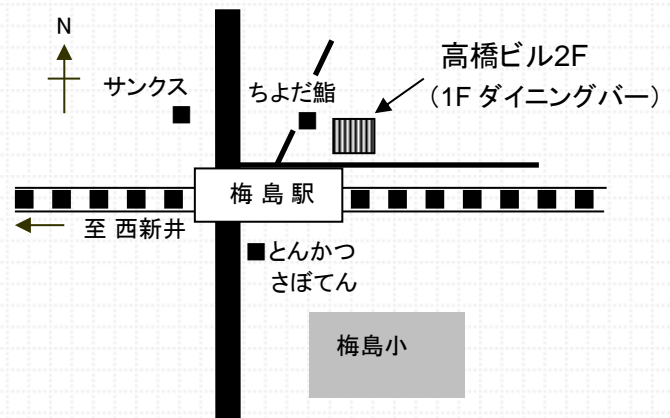 N
高橋ビル2F
(1F ダイニングバー)
サンクス
ちよだ鮨
梅島駅
至 西新井
とんかつ
さぼてん
梅島小